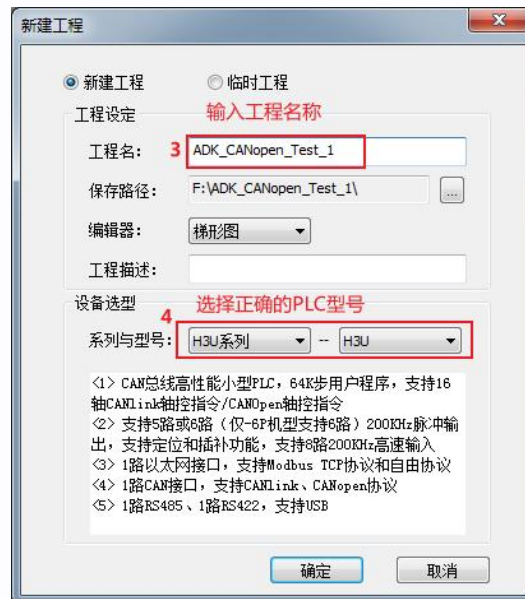 新建工程
新建工程 临时工程
工程设定 输入工程名称
工程名: 3 ADK_CANopen_Test_1
保存路径: F:\ADK_CANopen_Test_1\ ...
编辑器: 梯形图
工程描述:
设备选型 选择正确的PLC型号
4
系列与型号: H3U系列 -- H3U
<1> CAN总线高性能小型PLC，64K步用户程序，支持16
轴CANlink轴控指令/CANOpen轴控指令
<2> 支持5路或6路（仅-6P机型支持6路）200KHz脉冲输
出，支持定位和插补功能，支持8路200KHz高速输入
<3> 1路以太网接口，支持Modbus TCP协议和自由协议
<4> 1路CAN接口，支持CANlink、CANopen协议
<5> 1路RS485、1路RS422，支持USB
确定 取消